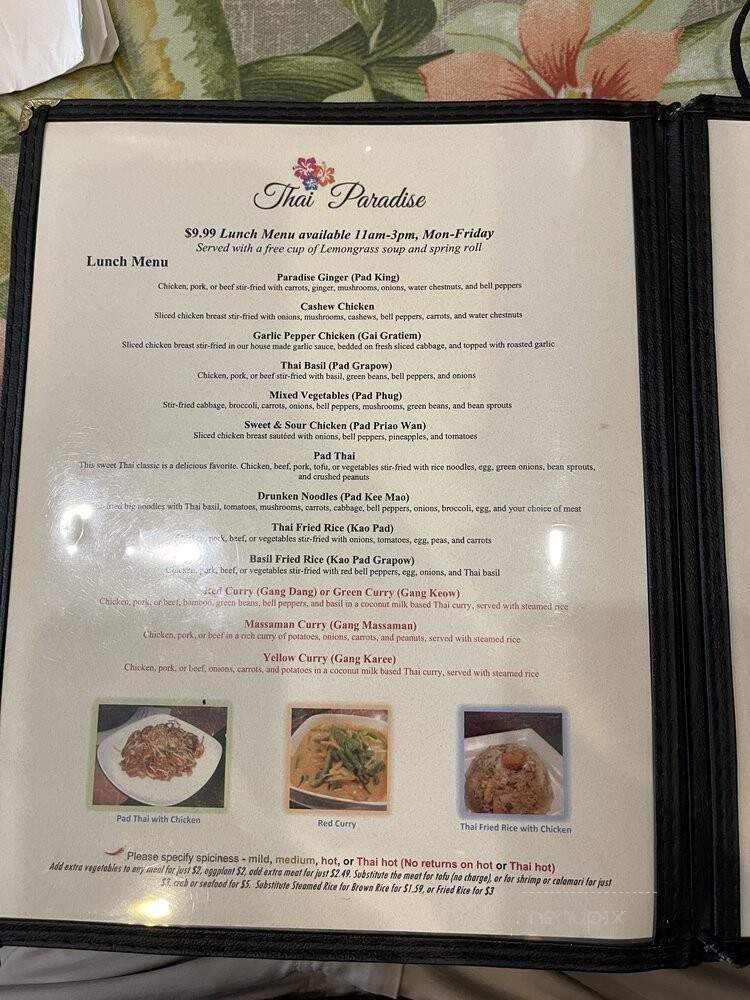 Thai Paradise
$9.99 Lunch Menu available 11am-3pm, Mon-Friday
Served with a free cup of Lemongrass soup and spring roll
Lunch Menu
Paradise Ginger (Pad King)
Chicken, pork, or beef stir-fried with carrots, ginger, mushrooms, onions, water chestnuts, and bell peppers
Cashew Chicken
Sliced chicken breast stir-fried with onions, mushrooms, cashews, bell peppers, carrots, and water chestnuts
Garlic Pepper Chicken (Gai Gratiem)
Sliced chicken breast stir-fried in our house made garlic sauce, bedded on fresh sliced cabbage, and topped with roasted garlic
Thai Basil (Pad Grapow)
Chicken, pork, or beef stir-fried with basil, green beans, bell peppers, and onions
Mixed Vegetables (Pad Phug)
Stir-fried cabbage, broccoli, carrots, onions, bell peppers, mushrooms, green beans, and bean sprouts
Sweet & Sour Chicken (Pad Priao Wan)
Sliced chicken breast sautéed with onions, bell peppers, pineapples, and tomatoes
Pad Thai
This sweet Thai classic is a delicious favorite. Chicken, beef, pork, tofu, or vegetables stir-fried with rice noodles, egg, green onions, bean sprouts,
and crushed peanuts
Drunken Noodles (Pad Kee Mao)
big noodles with Thai basil, tomatoes, mushrooms, carrots, cabbage, bell peppers, onions, broccoli, egg, and your choice of meat
Thai Fried Rice (Kao Pad)
pork, beef, or vegetables stir-fried with onions, tomatoes, egg, peas, and carrots
Basil Fried Rice (Kao Pad Grapow)
Chicken, pork, beef, or vegetables stir-fried with red bell peppers, egg, onions, and Thai basil
Red Curry (Gang Dang) or Green Curry (Gang Keow)
Chicken, pork, or beef, bamboo, green beans, bell peppers, and basil in a coconut milk based Thai curry, served with steamed rice
Massaman Curry (Gang Massaman)
Chicken, pork, or beef in a rich curry of potatoes, onions, carrots, and peanuts, served with steamed rice
Yellow Curry (Gang Karee)
Chicken, pork, or beef, onions, carrots, and potatoes in a coconut milk based Thai curry, served with steamed rice
Pad Thai with Chicken
Red Curry
Thai Fried Rice with Chicken
Please specify spiciness - mild, medium, hot, or Thai hot (No returns on hot or Thai hot)
Add extra vegetables to any meal for just $2, eggplant $2, add extra meat for just $2.49. Substitute the meat for tofu (no charge), or for shrimp or calamari for just
$3, crab or seafood for $5. Substitute Steamed Rice for Brown Rice for $1.59, or Fried Rice for $3